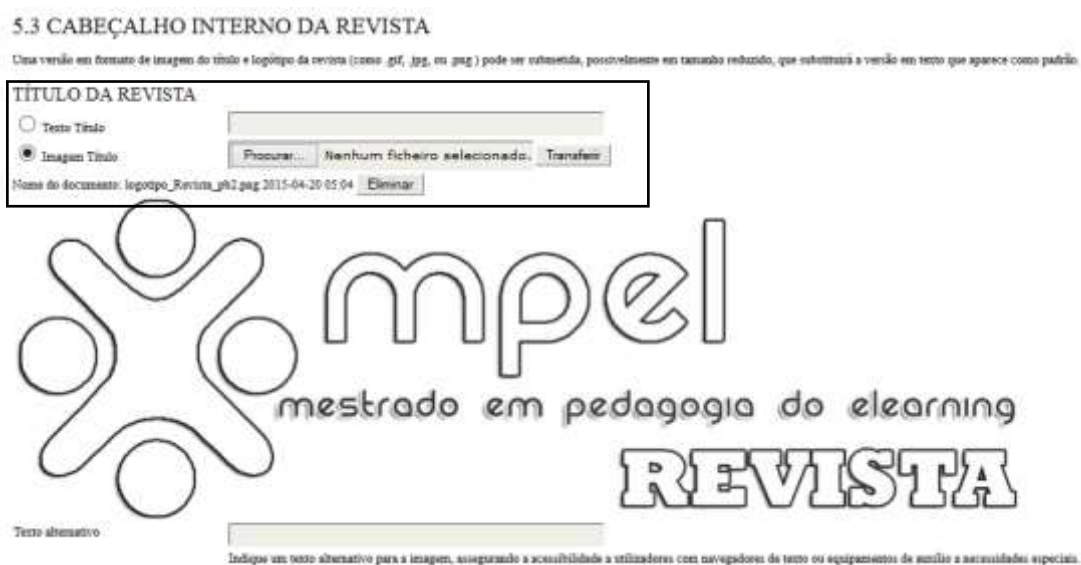 5.3 CABEÇALHO INTERNO DA REVISTA
Uma versão em formato de imagem do título e logótipo da revista (como .gif, .jpg, ou .png ) pode ser submetida, possivelmente em tamanho reduzido, que substituirá a versão em texto que aparece como padrão.
TÍTULO DA REVISTA
Texto Título
Imagem Título Procurar... Nenhum ficheiro selecionado. Transferir
Nome do documento: logotipo_Revista_ph2.png 2015-04-20 05:04 Eliminar
mpel
mestrado em pedagogia do elearning
REVISTA
Texto alternativo
Indique um texto alternativo para a imagem, assegurando a acessibilidade a utilizadores com navegadores de texto ou equipamentos de auxílio a necessidades especiais.